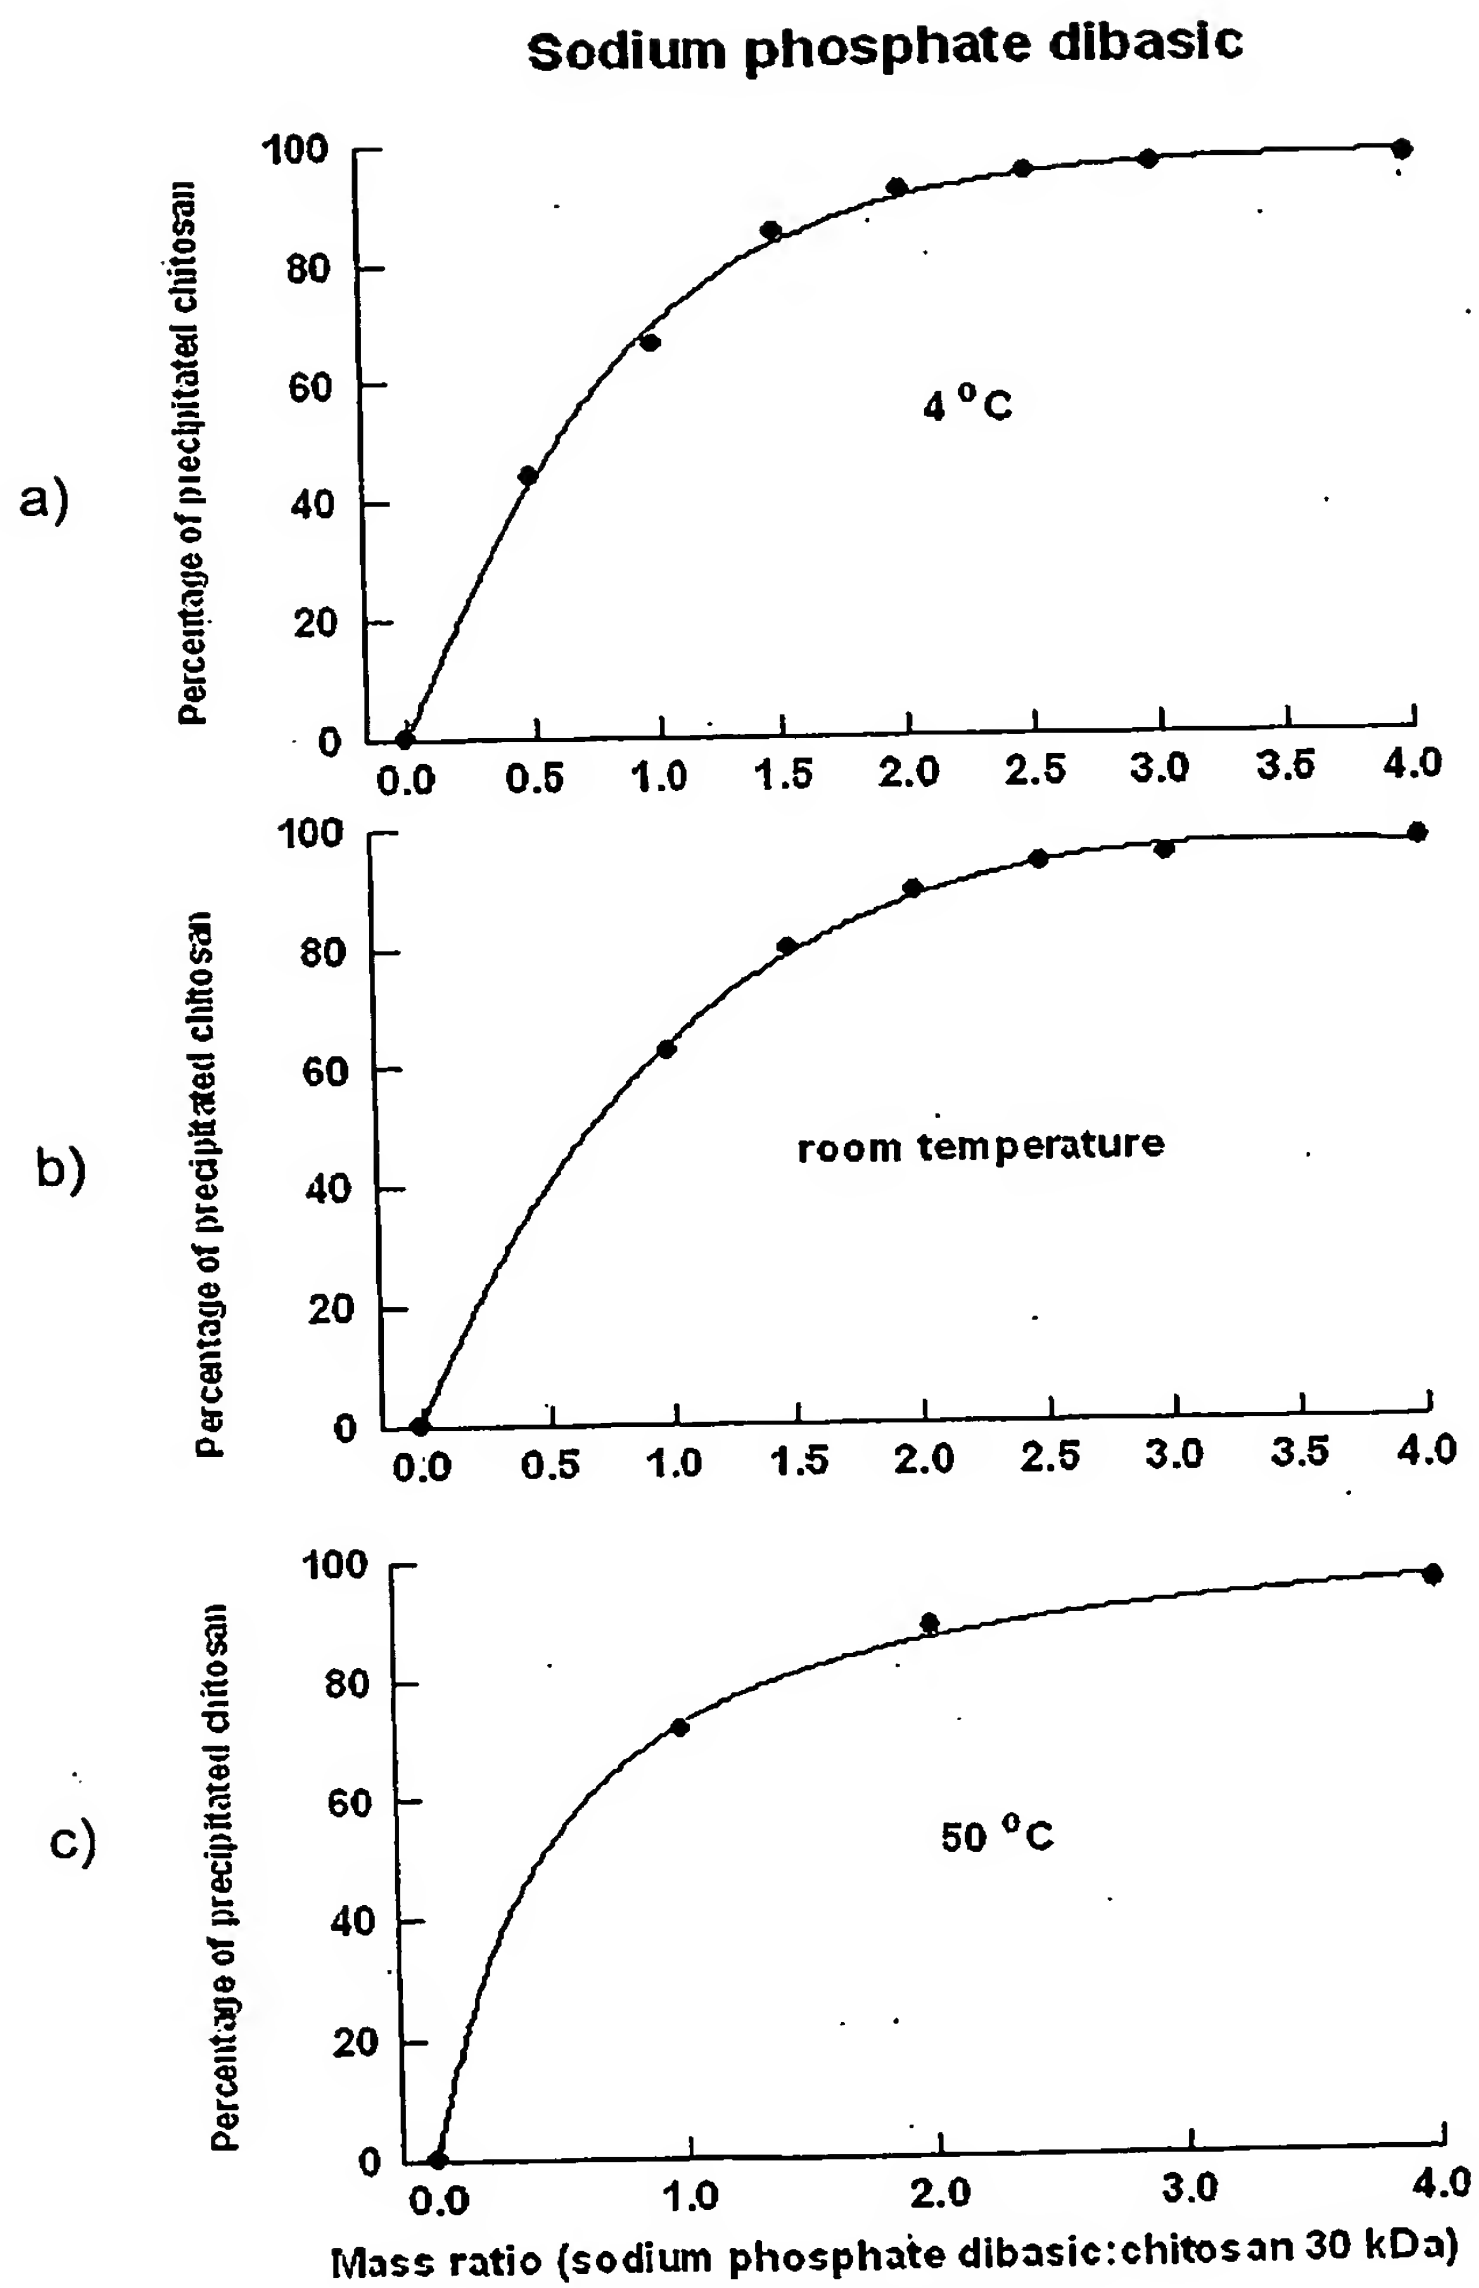 Sodium phosphate dibasic
a)
Percentage of precipitated chitosan
100
80
60
40
20
0
4 °C
0.0 0.5 1.0 1.5 2.0 2.5 3.0 3.5 4.0
b)
Percentage of precipitated chitosan
100
80
60
40
20
0
room temperature
0.0 0.5 1.0 1.5 2.0 2.5 3.0 3.5 4.0
c)
Percentage of precipitated chitosan
100
80
60
40
20
0
50 °C
0.0 1.0 2.0 3.0 4.0
Mass ratio (sodium phosphate dibasic:chitosan 30 kDa)